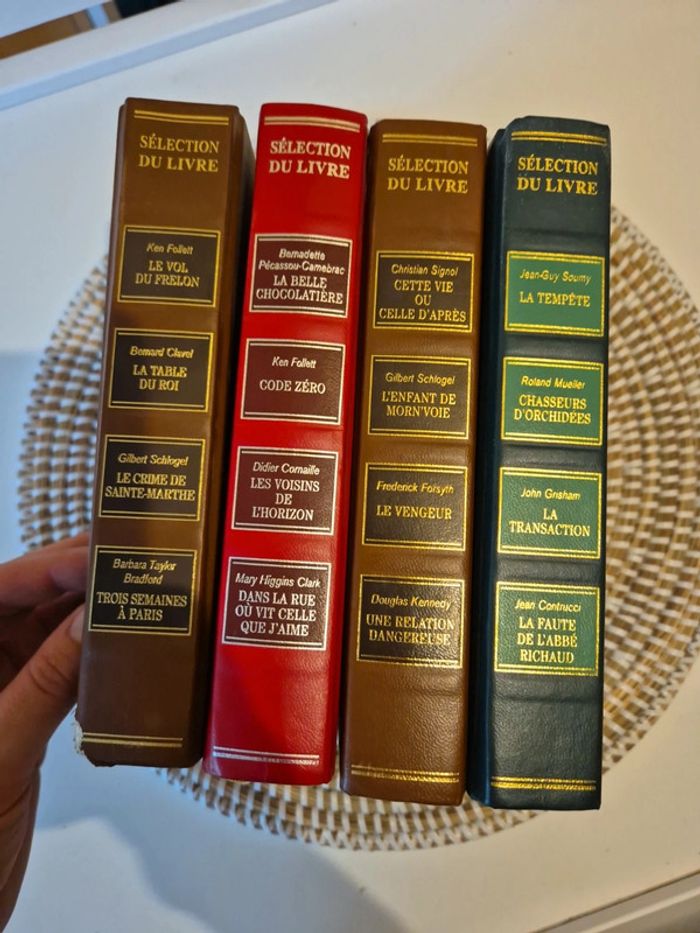 SÉLECTION
DU LIVRE
Ken Follett
LE VOL
DU FRELON
Bernard Clavel
LA TABLE
DU ROI
Gilbert Schlogel
LE CRIME DE
SAINTE-MARTHE
Barbara Taylor
Bradford
TROIS SEMAINES
À PARIS
SÉLECTION
DU LIVRE
Bernadette
Pécassou-Camebrac
LA BELLE
CHOCOLATIÈRE
Ken Follett
CODE ZÉRO
Didier Cornaille
LES VOISINS
DE
L'HORIZON
Mary Higgins Clark
DANS LA RUE
OÙ VIT CELLE
QUE J'AIME
SÉLECTION
DU LIVRE
Christian Signol
CETTE VIE
OU
CELLE D'APRÈS
Gilbert Schlogel
L'ENFANT DE
MORN'VOIE
Frederick Forsyth
LE VENGEUR
Douglas Kennedy
UNE RELATION
DANGEREUSE
SÉLECTION
DU LIVRE
Jean-Guy Soumy
LA TEMPÊTE
Roland Mueller
CHASSEURS
D'ORCHIDÉES
John Grisham
LA
TRANSACTION
Jean Contrucci
LA FAUTE
DE L'ABBÉ
RICHAUD